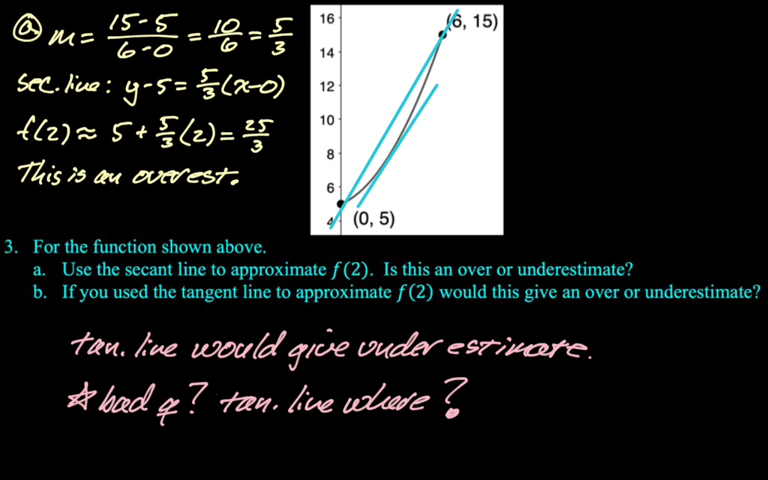 ⓐ m = (15-5)/(6-0) = 10/6 = 5/3
sec. line: y-5 = 5/3(x-0)
f(2) ≈ 5 + 5/3(2) = 25/3
This is an overest.
16
14
12
10
8
6
4
(6, 15)
(0, 5)
3. For the function shown above.
a. Use the secant line to approximate f(2). Is this an over or underestimate?
b. If you used the tangent line to approximate f(2) would this give an over or underestimate?
tan. line would give under estimate.
☆ bad q? tan. line where?